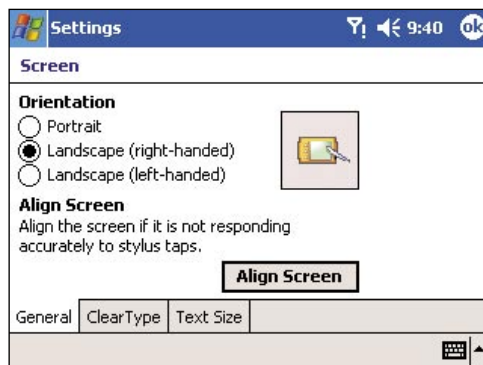 Settings 9:40 ok
Screen
Orientation
Portrait
Landscape (right-handed)
Landscape (left-handed)
Align Screen
Align the screen if it is not responding
accurately to stylus taps.
Align Screen
General ClearType Text Size